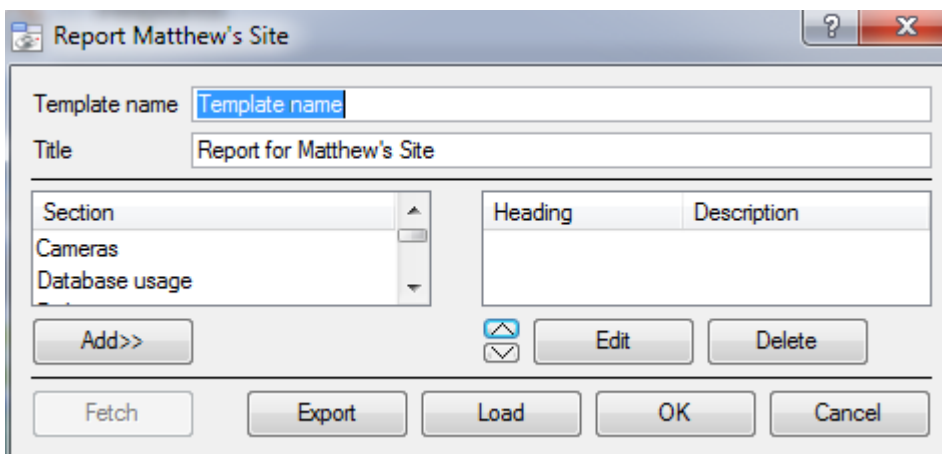 Report Matthew's Site
Template name Template name
Title Report for Matthew's Site
Section Heading Description
Cameras
Database usage
Add>> Edit Delete
Fetch Export Load OK Cancel